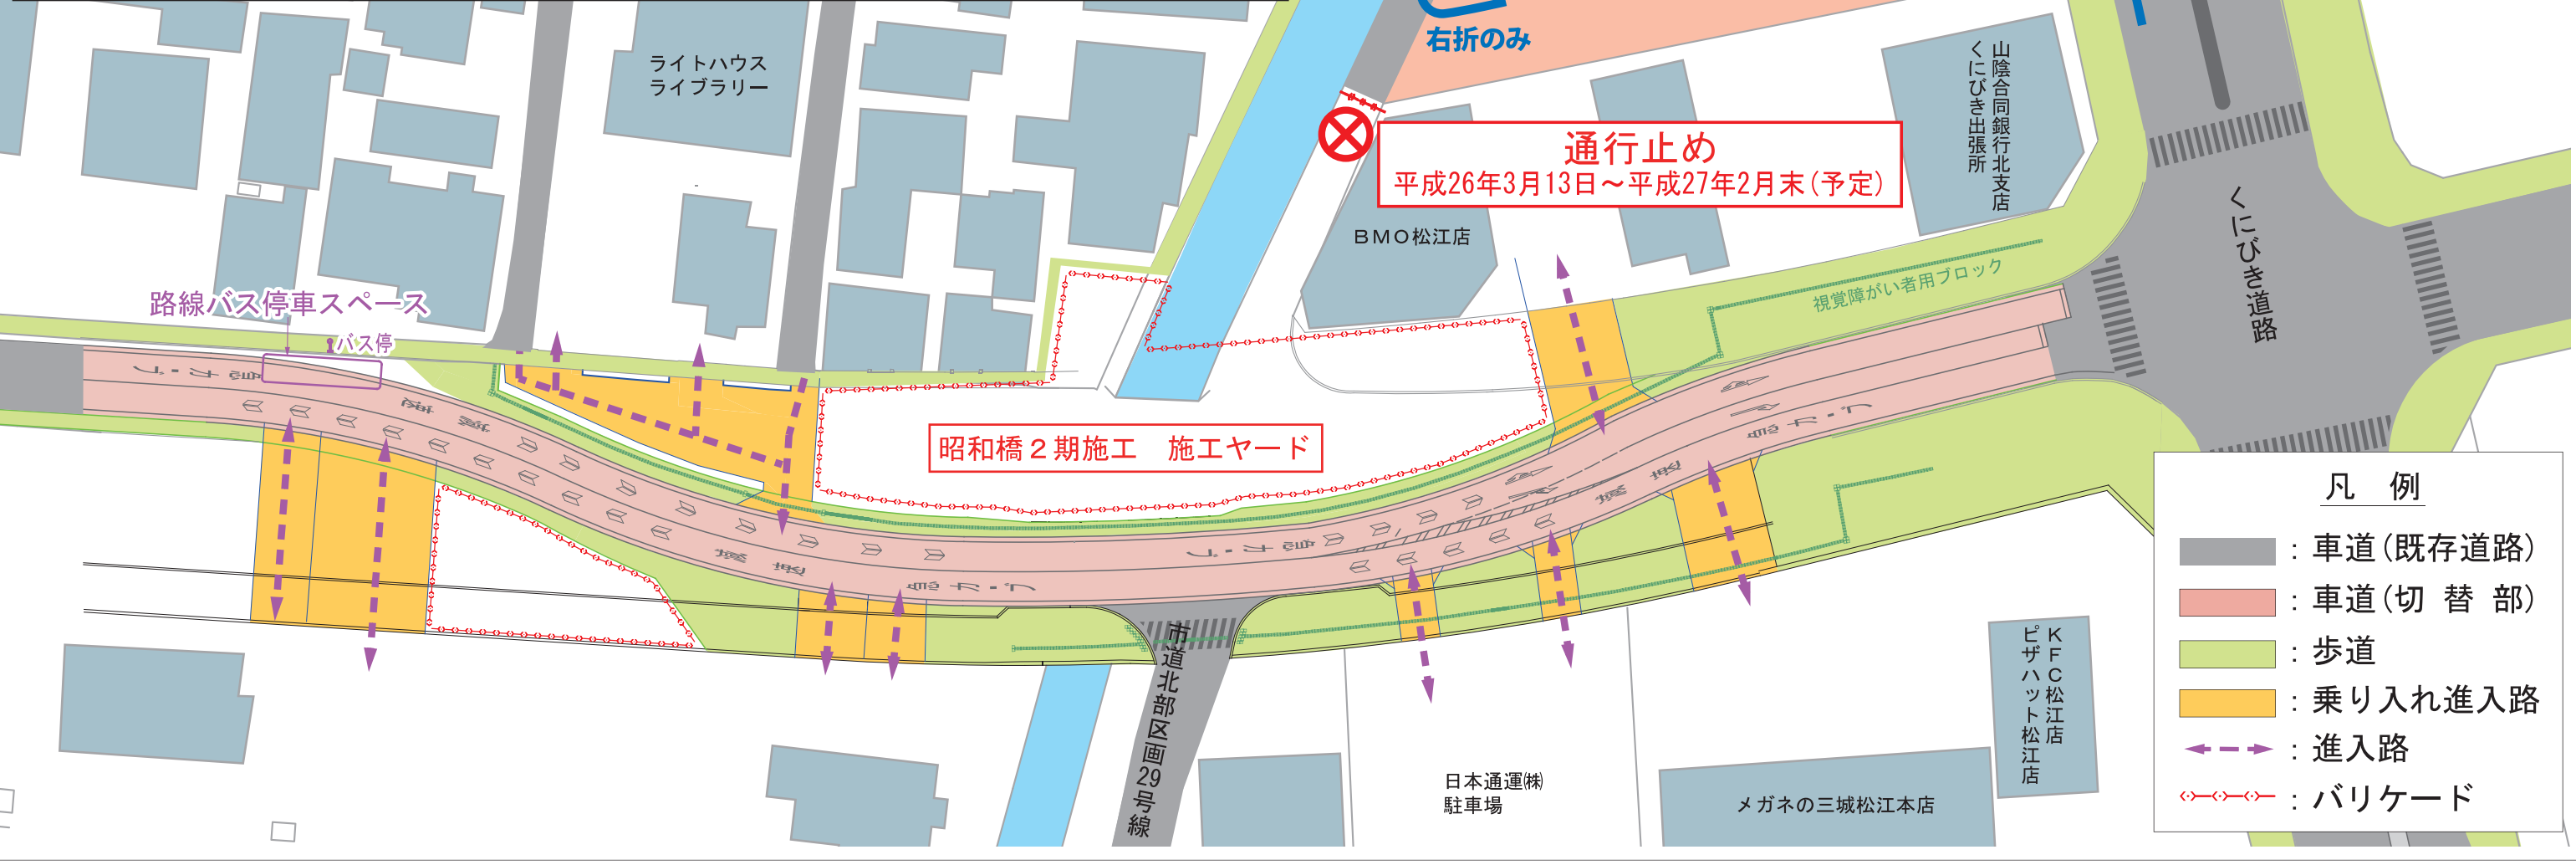 右折のみ
ライトハウス
ライブラリー
山陰合同銀行北支店
くにびき出張所
通行止め
平成26年3月13日～平成27年2月末(予定)
BMO松江店
くにびき道路
視覚障がい者用ブロック
路線バス停車スペース
バス停
昭和橋2期施工 施工ヤード
市道北部区画29号線
日本通運㈱
駐車場
メガネの三城松江本店
KFC松江店
ピザハット松江店
凡 例
：車道(既存道路)
：車道(切 替 部)
：歩道
：乗り入れ進入路
：進入路
：バリケード